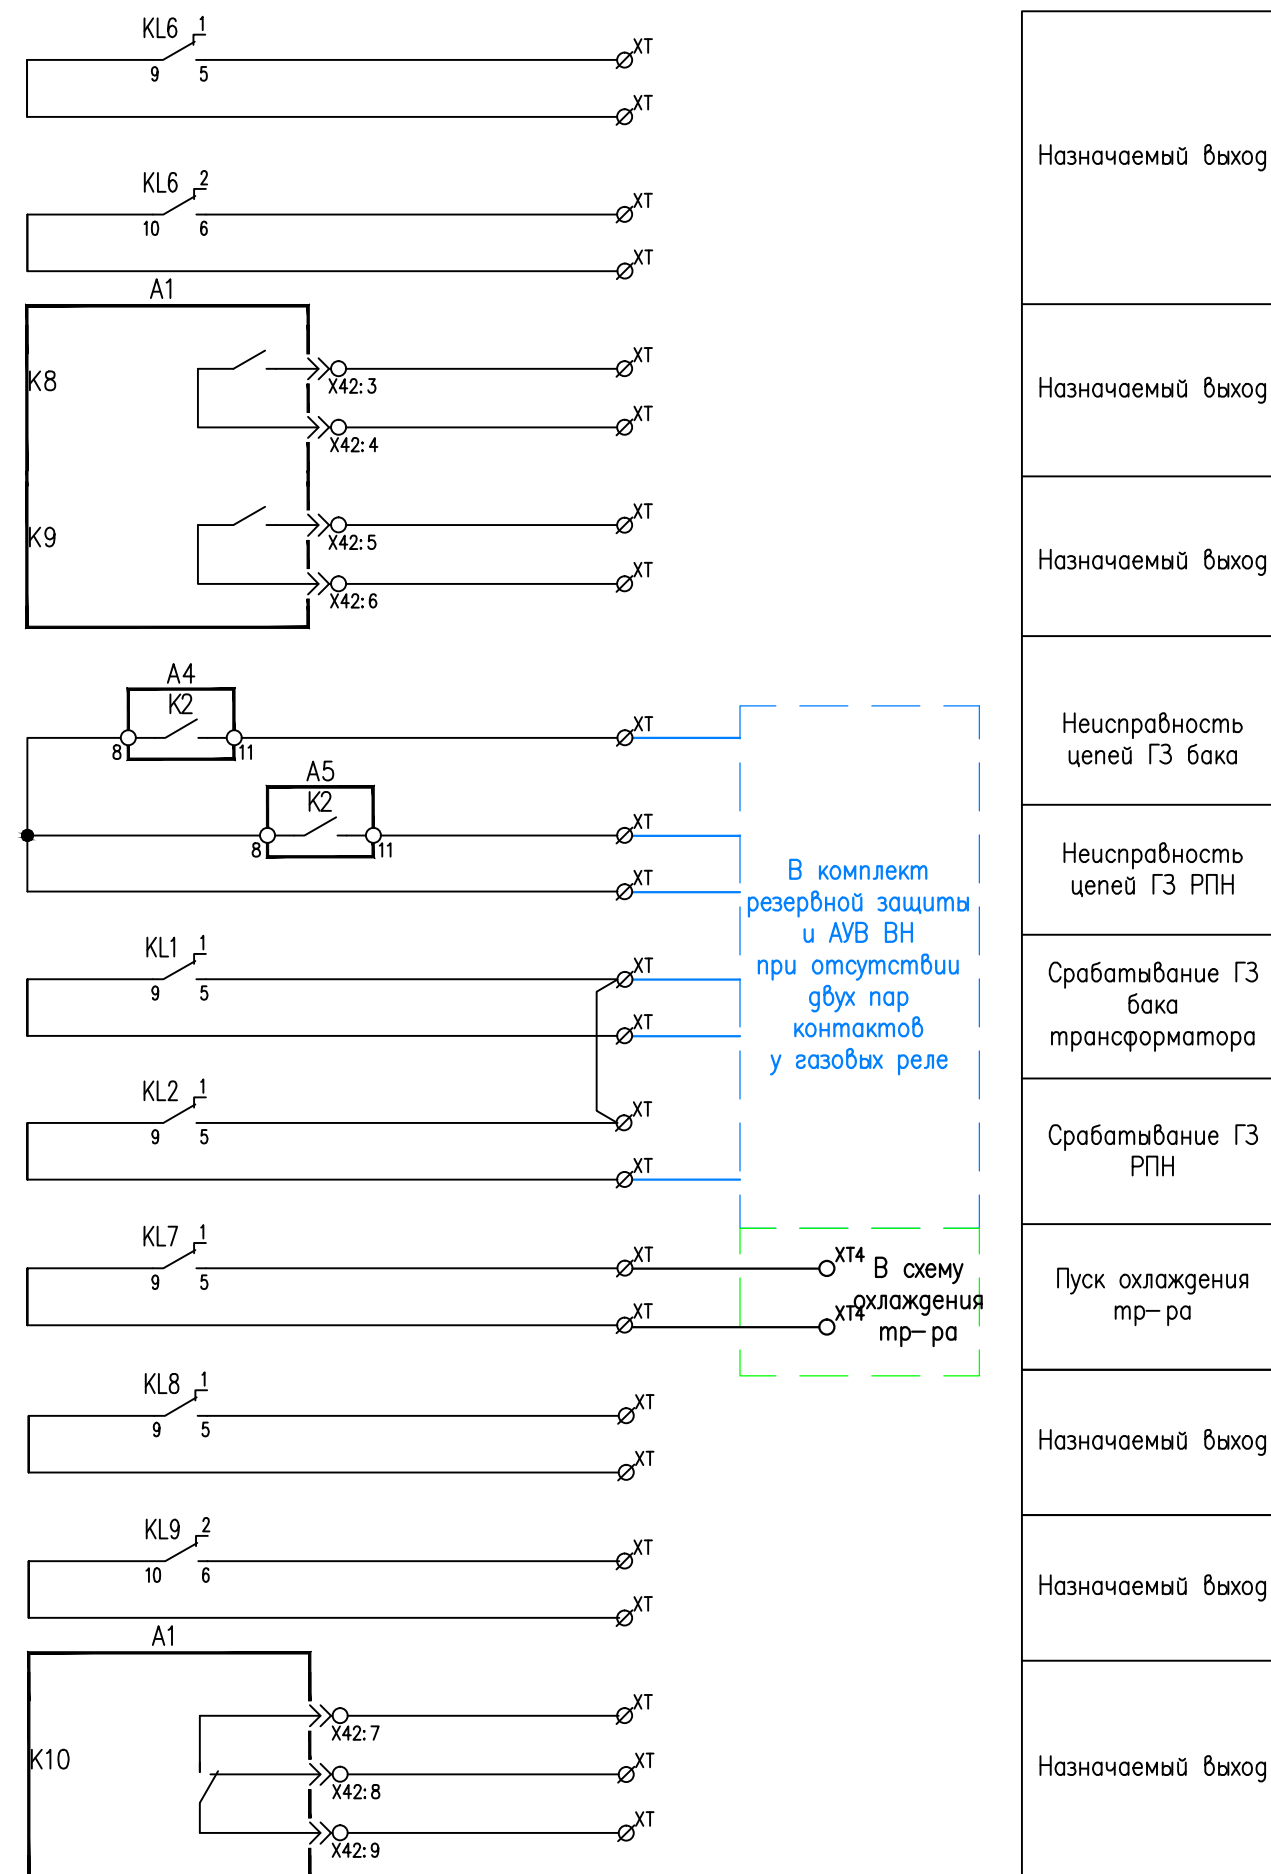 KL6 1
XT
9 5
XT
Назначаемый выход
KL6 2
XT
10 6
XT
A1
K8
XT
X42:3
XT
X42:4
Назначаемый выход
K9
XT
X42:5
XT
X42:6
Назначаемый выход
A4
K2
XT
8 11
Неисправность
цепей ГЗ бака
A5
K2
XT
8 11
XT
Неисправность
цепей ГЗ РПН
В комплект
резервной защиты
и АУВ ВН
при отсутствии
двух пар
контактов
у газовых реле
KL1 1
XT
9 5
XT
Срабатывание ГЗ
бака
трансформатора
KL2 1
XT
9 5
XT
Срабатывание ГЗ
РПН
KL7 1
XT
9 5
XT
XT4
XT4
В схему
охлаждения
тр-ра
Пуск охлаждения
тр-ра
KL8 1
XT
9 5
XT
Назначаемый выход
KL9 2
XT
10 6
XT
Назначаемый выход
A1
K10
XT
X42:7
XT
X42:8
XT
X42:9
Назначаемый выход